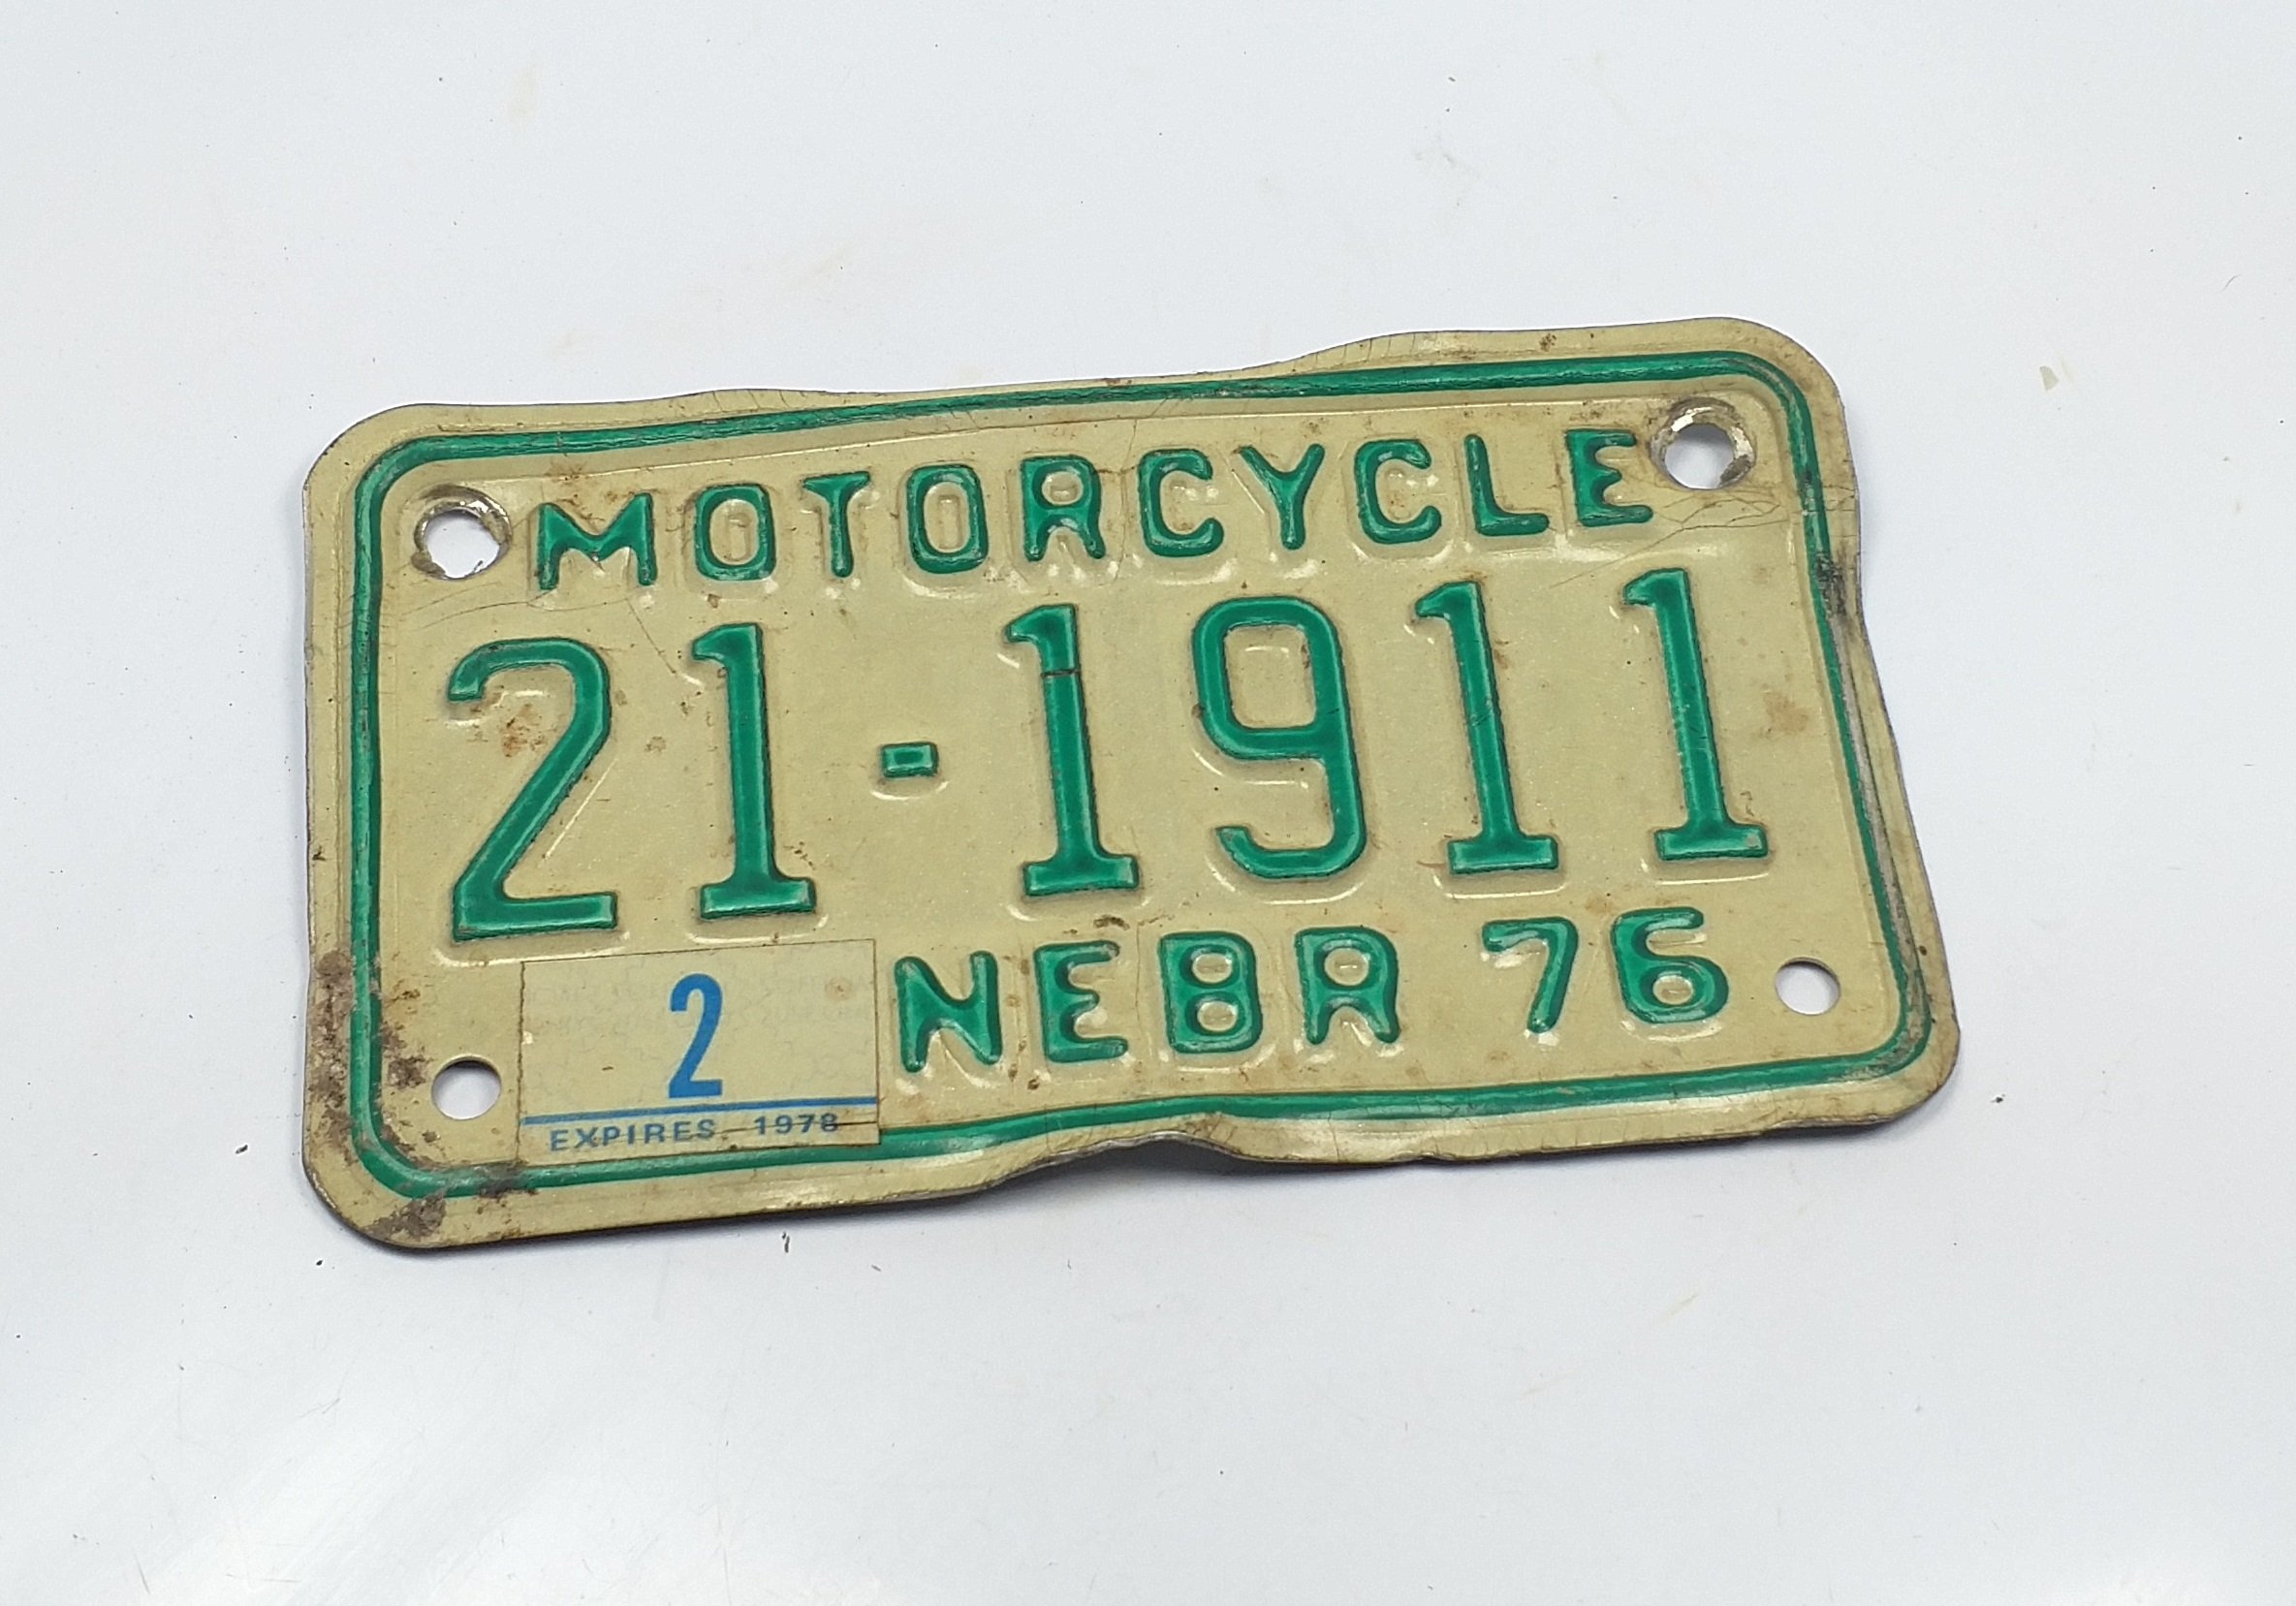 MOTORCYCLE
21-1911
NEBR 76
2
EXPIRES 1978